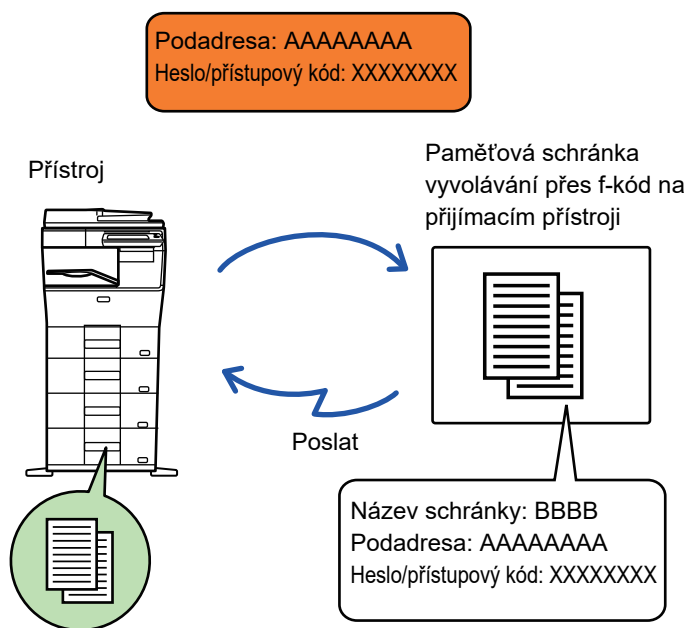 Podadresa: AAAAAAAA
Heslo/přístupový kód: XXXXXXXX
Přístroj
Paměťová schránka
vyvolávání přes f-kód na
přijímacím přístroji
Poslat
Název schránky: BBBB
Podadresa: AAAAAAAA
Heslo/přístupový kód: XXXXXXXX